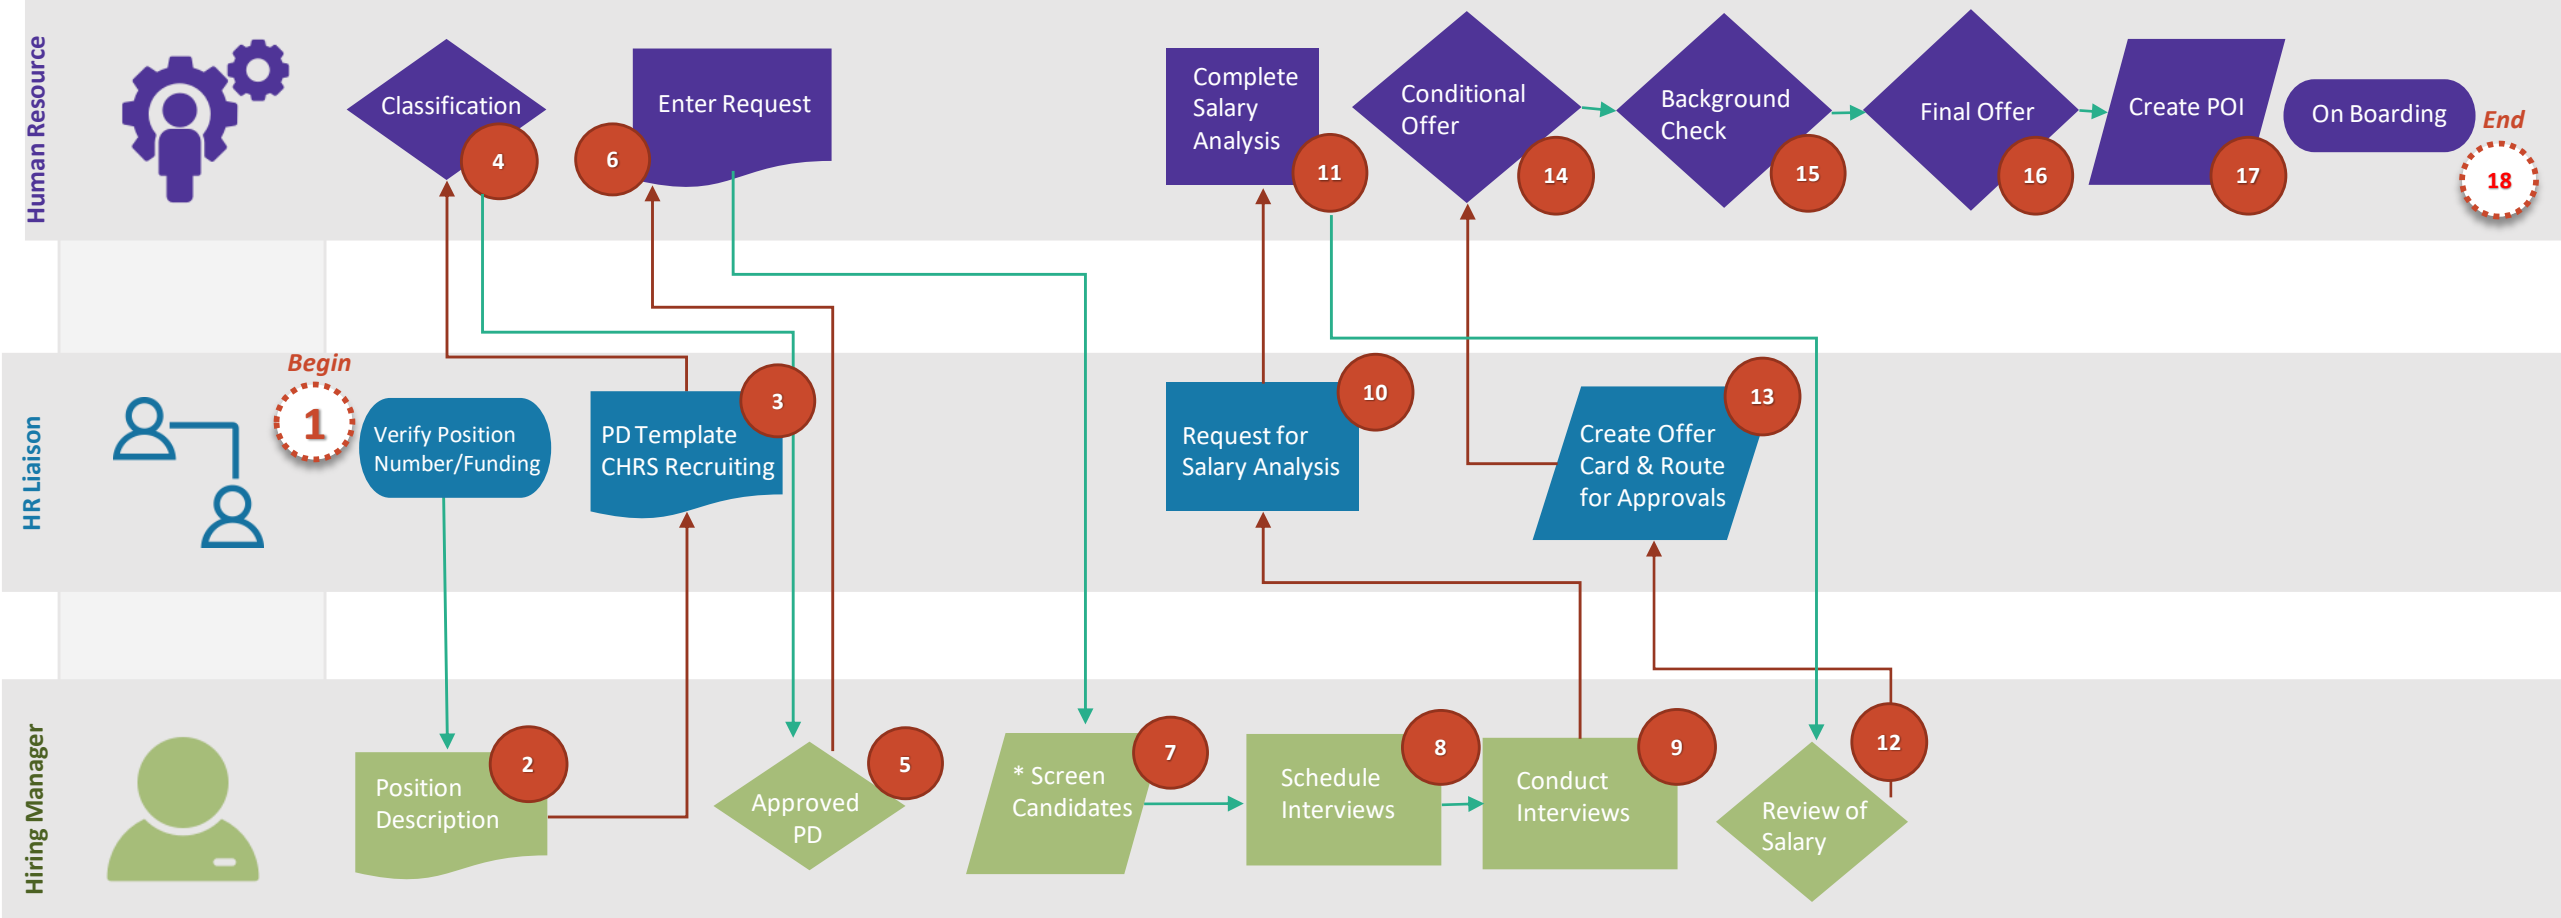 Human Resource
Classification
4
6
Enter Request
Complete
Salary
Analysis
11
Conditional
Offer
14
Background
Check
15
Final Offer
16
Create POI
17
On Boarding
End
18
HR Liaison
Begin
1
Verify Position
Number/Funding
PD Template
CHRS Recruiting
3
Request for
Salary Analysis
10
Create Offer
Card & Route
for Approvals
13
Hiring Manager
Position
Description
2
Approved
PD
5
* Screen
Candidates
7
Schedule
Interviews
8
Conduct
Interviews
9
Review of
Salary
12